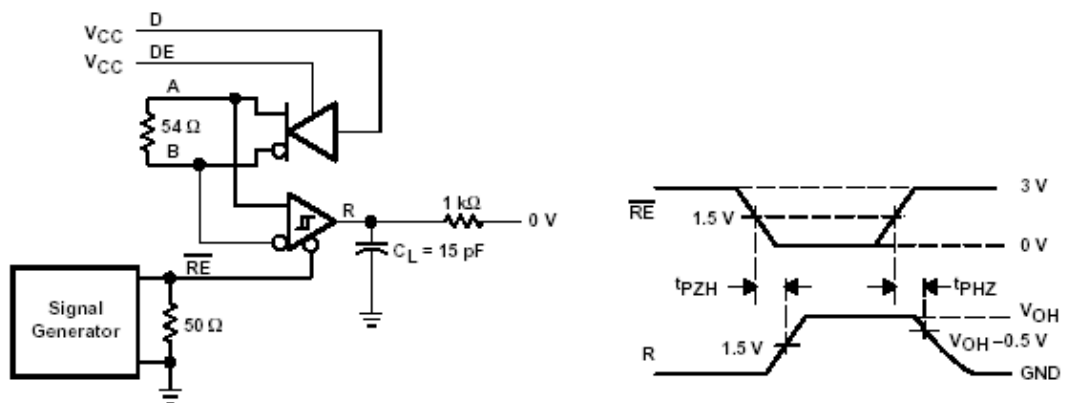 VCC D
VCC DE
A
54 Ω
B
R
1 kΩ
0 V
CL = 15 pF
RE
Signal
Generator
50 Ω
3 V
RE
1.5 V
0 V
tPZH
tPHZ
VOH
1.5 V
VOH –0.5 V
R
GND